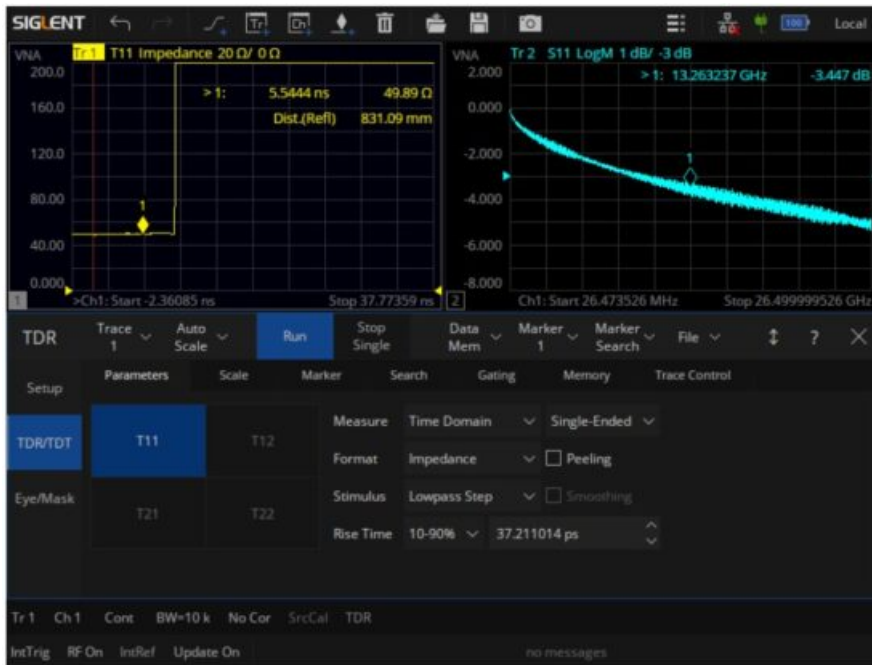 SIGLENT Tr Ch 100 Local
VNA Tr 1 T11 Impedance 20 Ω/ 0 Ω
200.0
> 1: 5.5444 ns 49.89 Ω
160.0
Dist.(Refl) 831.09 mm
120.0
80.00
1
40.00
0.000
1 >Ch1: Start -2.36085 ns Stop 37.77359 ns
VNA Tr 2 S11 LogM 1 dB/ -3 dB
2.000
> 1: 13.263237 GHz -3.447 dB
0.000
-2.000
1
-4.000
-6.000
-8.000
2 Ch1: Start 26.473526 MHz Stop 26.499999526 GHz
TDR Trace 1 Auto Scale Run Stop Single Data Mem Marker 1 Marker Search File ?
Setup Parameters Scale Marker Search Gating Memory Trace Control
TDR/TDT T11 T12 Measure Time Domain Single-Ended
Format Impedance Peeling
Eye/Mask T21 T22 Stimulus Lowpass Step Smoothing
Rise Time 10-90% 37.211014 ps
Tr 1 Ch 1 Cont BW=10 k No Cor SrcCal TDR
IntTrig RF On IntRef Update On no messages